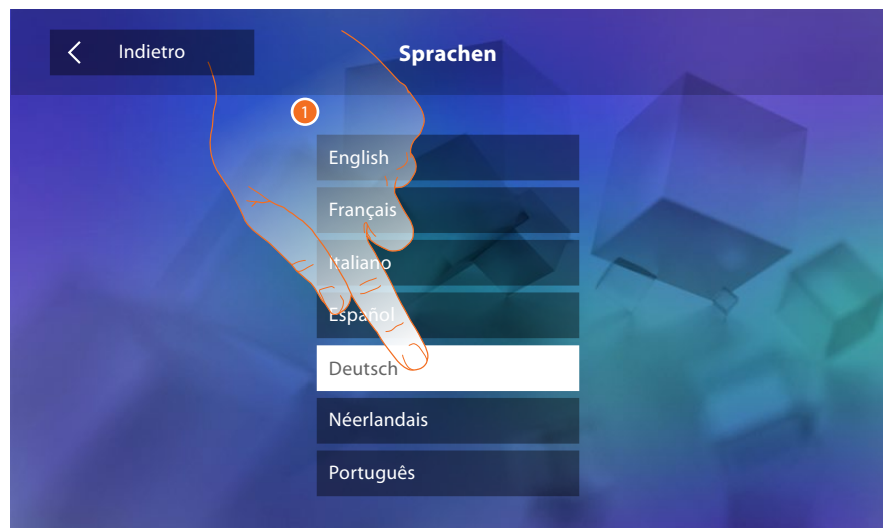 Indietro
Sprachen
1
English
Français
Italiano
Español
Deutsch
Néerlandais
Português